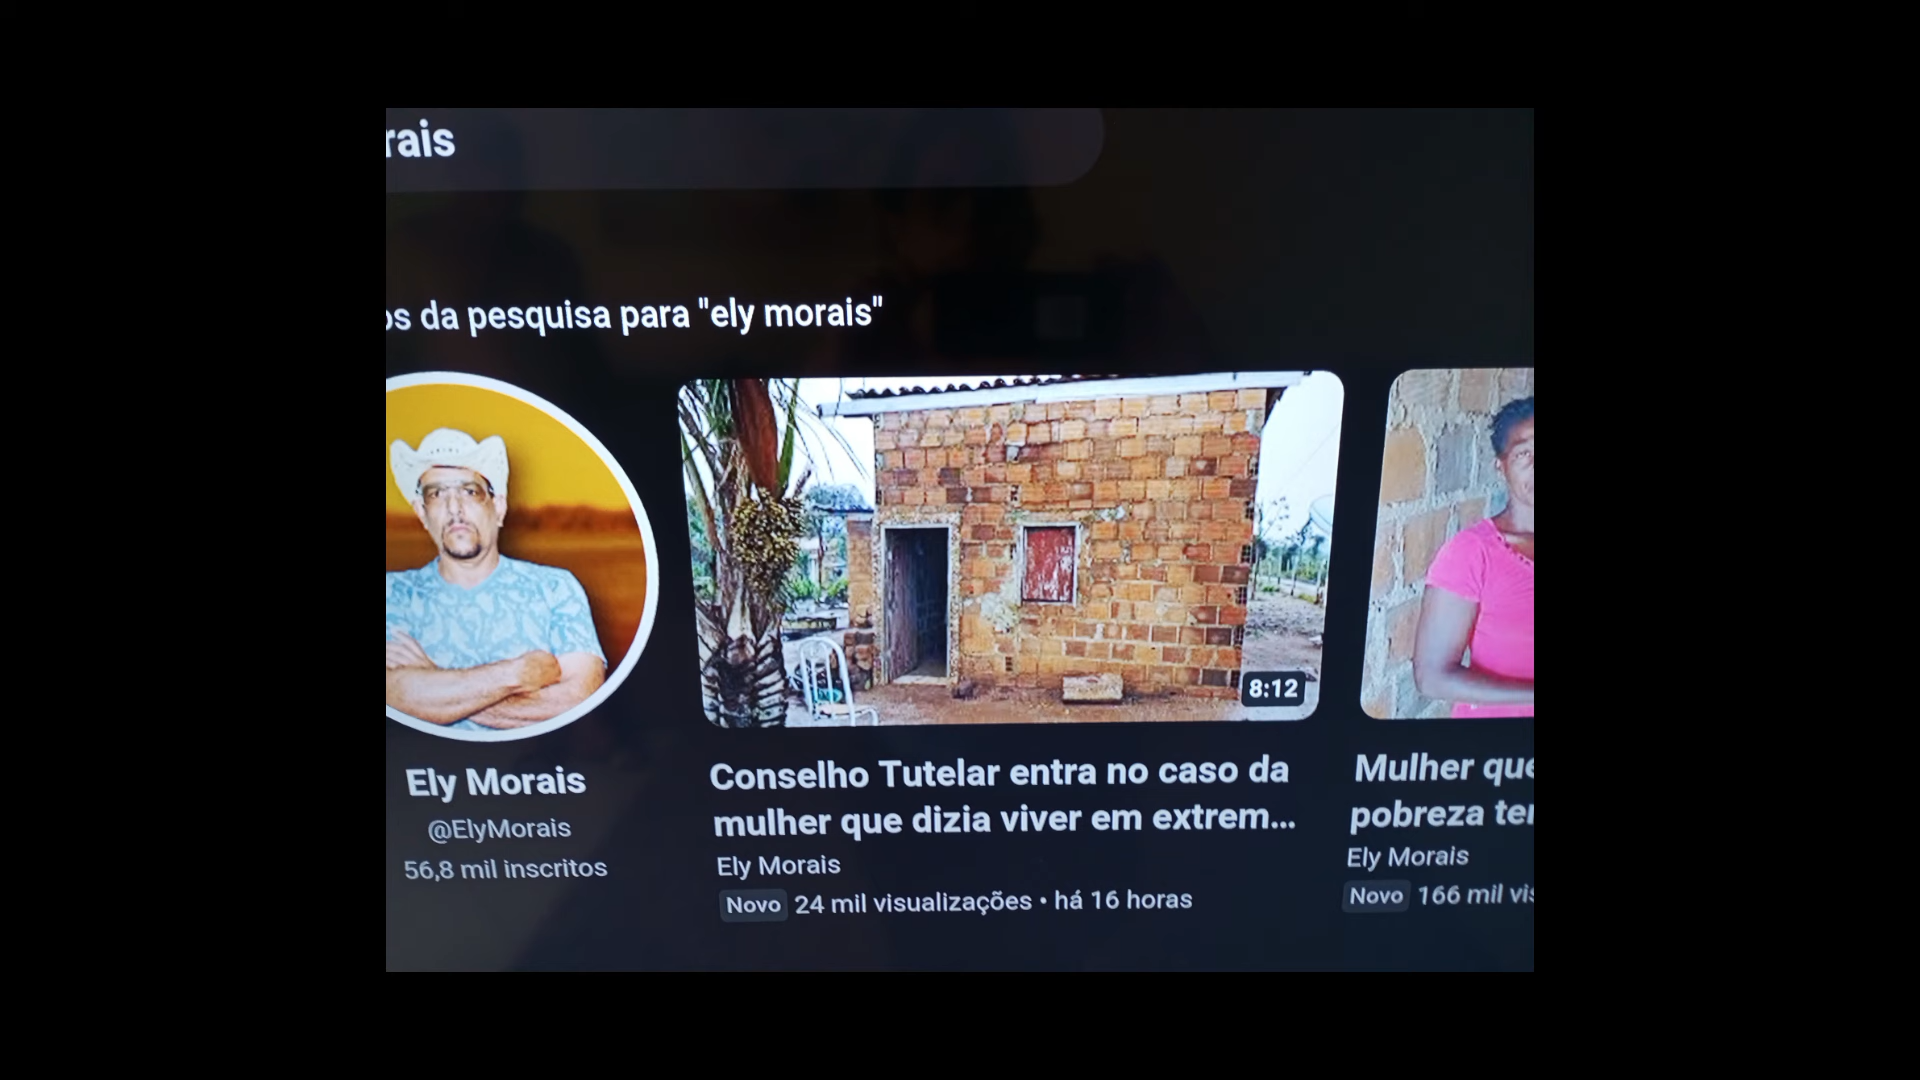 rais
os da pesquisa para "ely morais"
8:12
Ely Morais
@ElyMorais
56,8 mil inscritos
Conselho Tutelar entra no caso da
mulher que dizia viver em extrem...
Ely Morais
Novo 24 mil visualizações • há 16 horas
Mulher que
pobreza ter
Ely Morais
Novo 166 mil vis